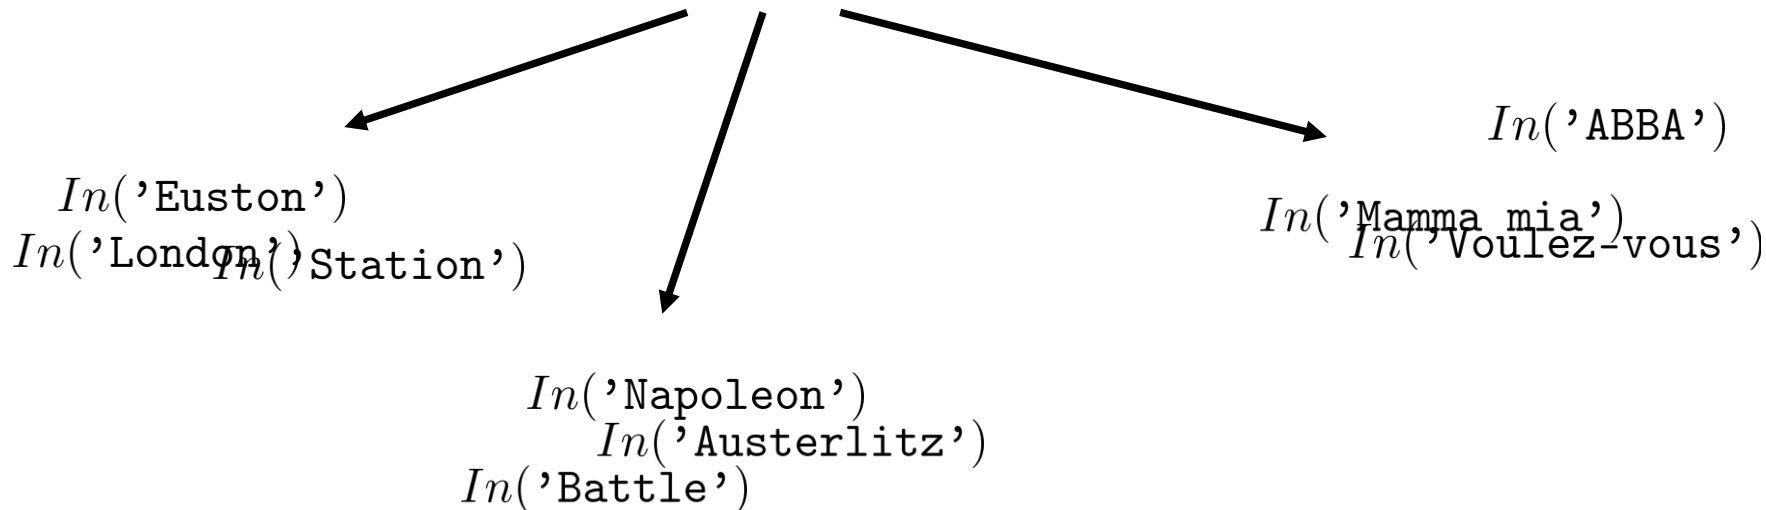 In('ABBA')
In('Euston')
In('Mamma mia')
In('Voulez-vous')
In('London')
In('Station')
In('Napoleon')
In('Austerlitz')
In('Battle')